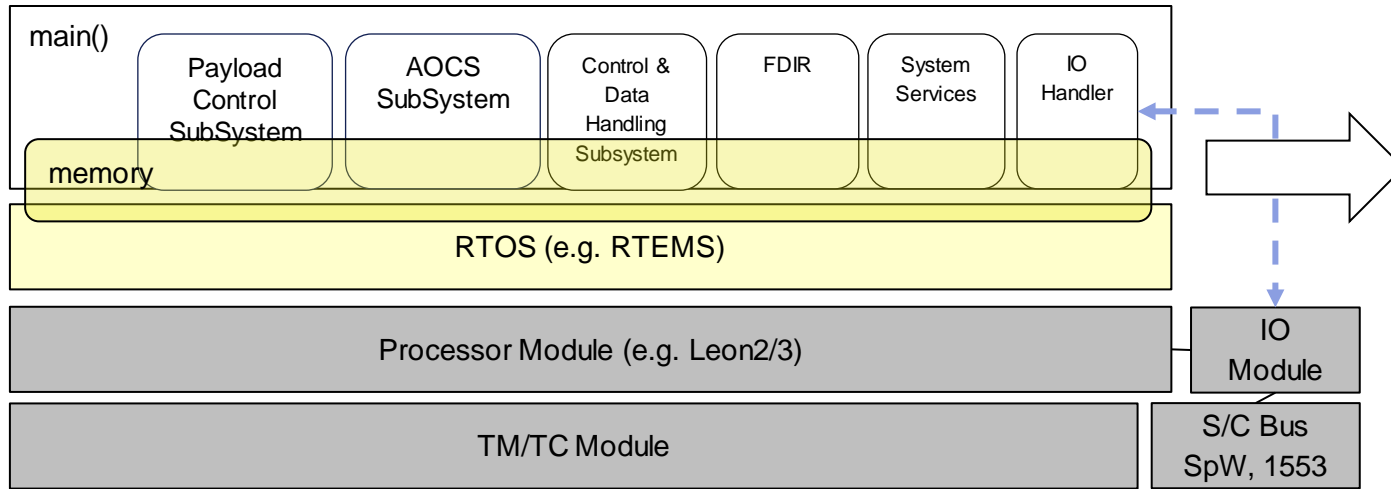 main()
Payload
Control
SubSystem
AOCS
SubSystem
Control &
Data
Handling
Subsystem
FDIR
System
Services
IO
Handler
memory
RTOS (e.g. RTEMS)
Processor Module (e.g. Leon2/3)
IO
Module
TM/TC Module
S/C Bus
SpW, 1553